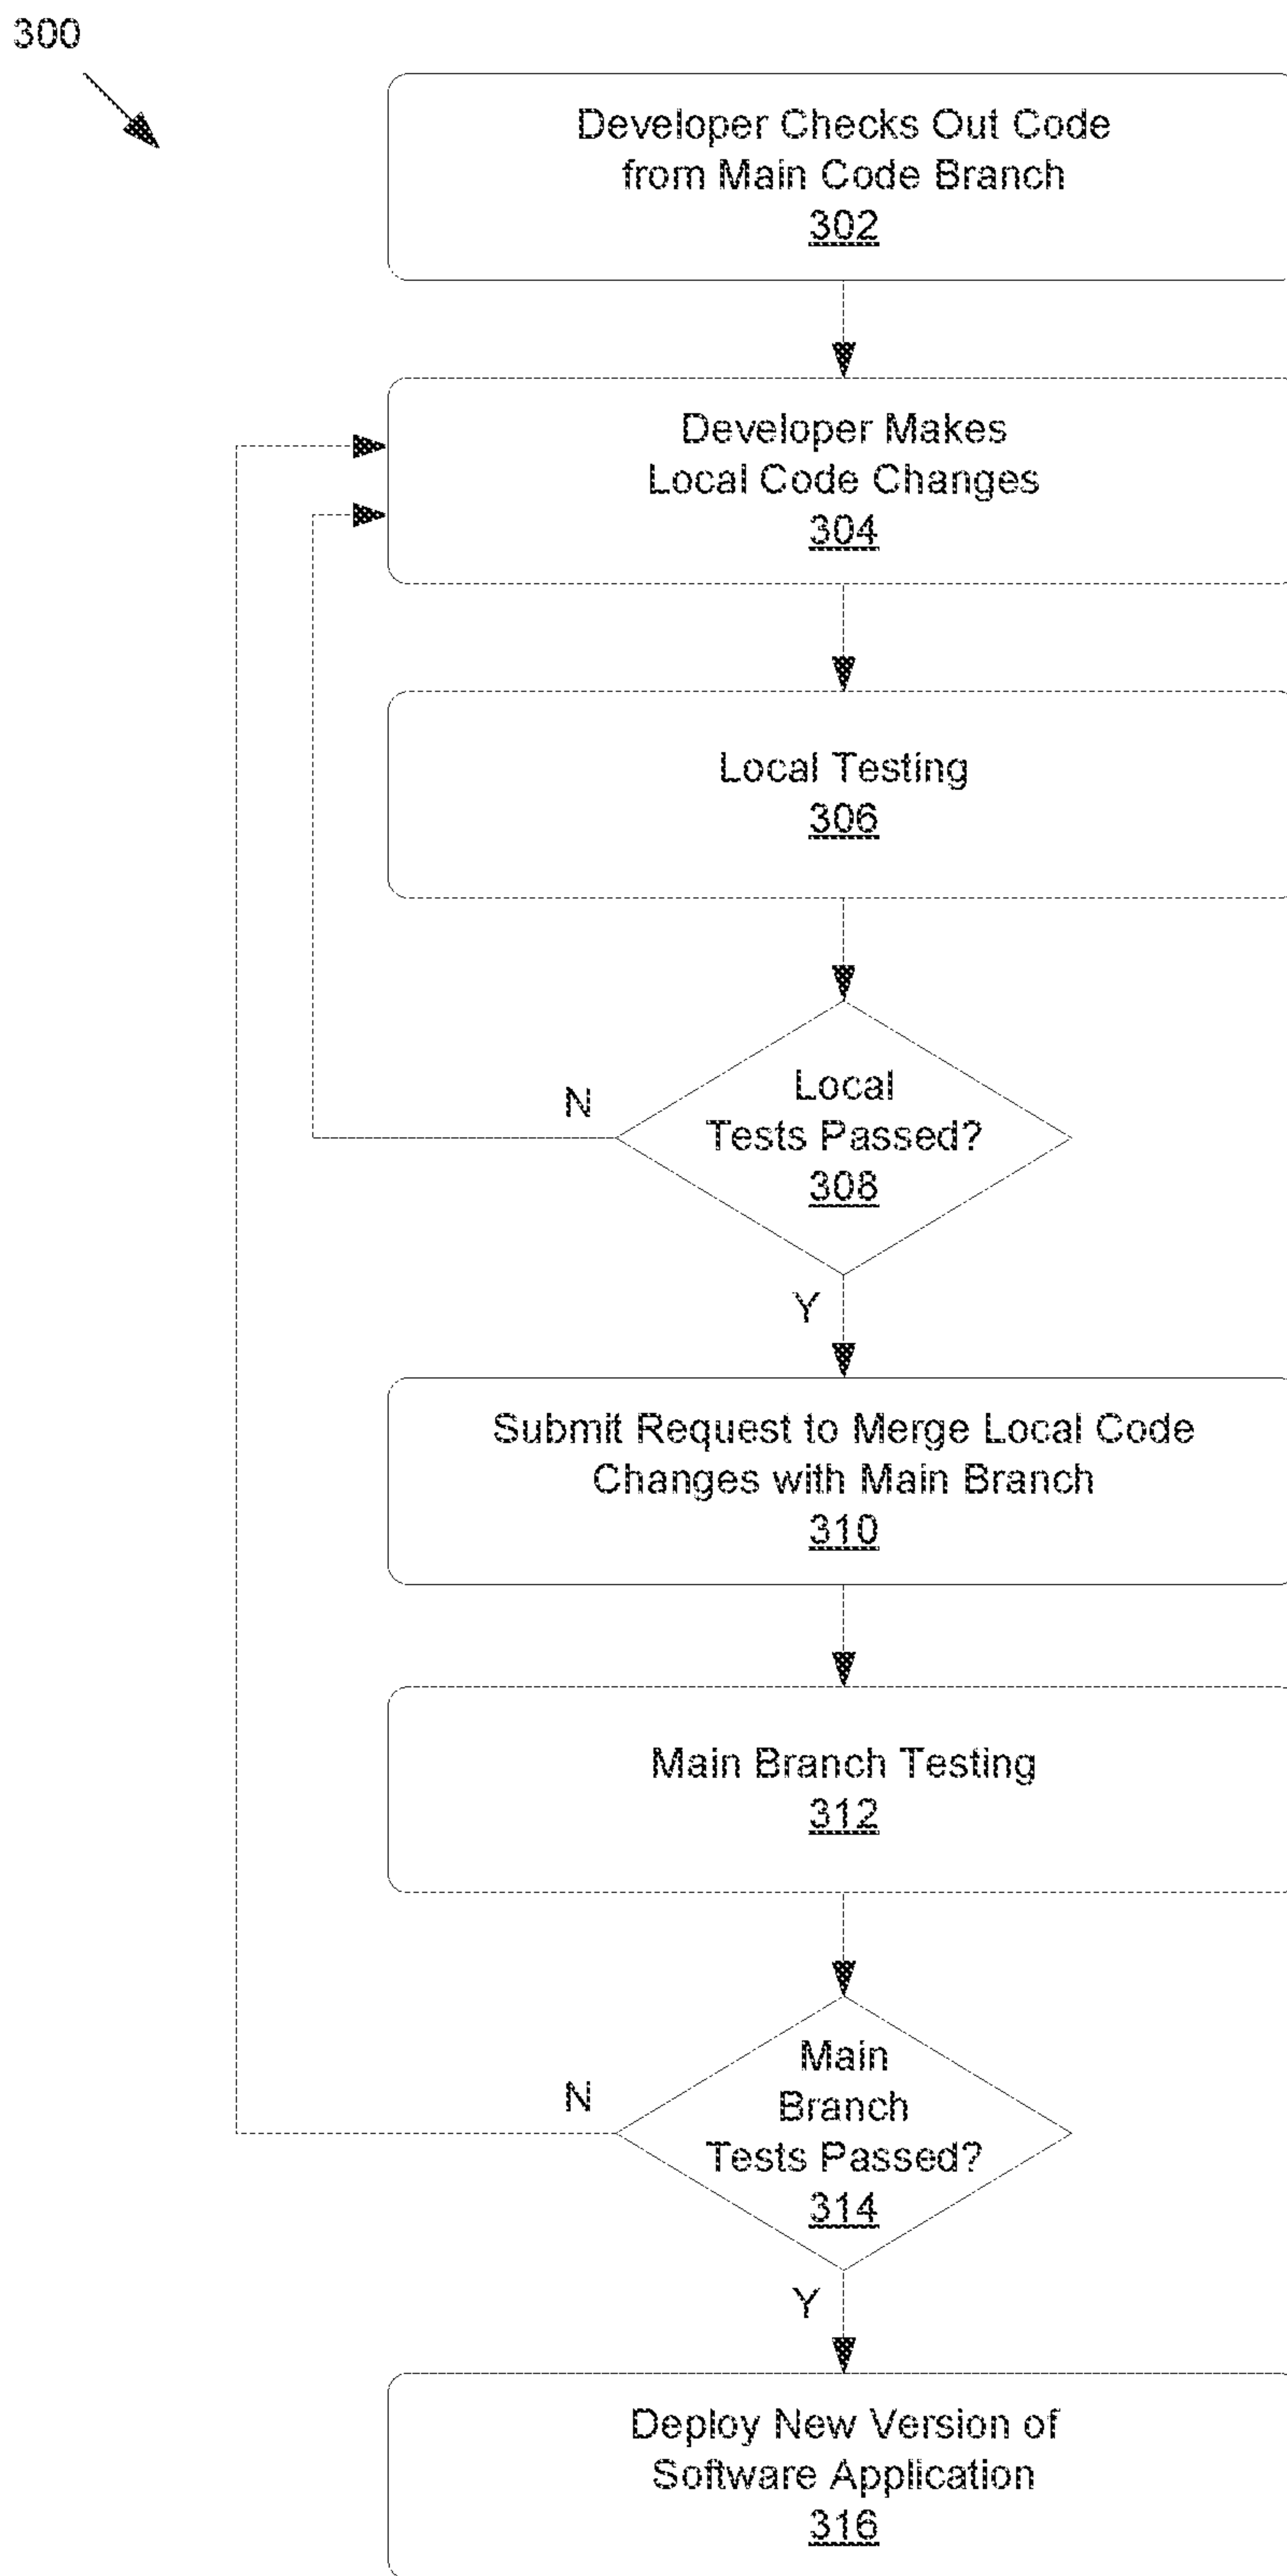 300
Developer Checks Out Code
from Main Code Branch
302
Developer Makes
Local Code Changes
304
Local Testing
306
Local
Tests Passed?
308
N
Y
Submit Request to Merge Local Code
Changes with Main Branch
310
Main Branch Testing
312
Main
Branch
Tests Passed?
314
N
Y
Deploy New Version of
Software Application
316